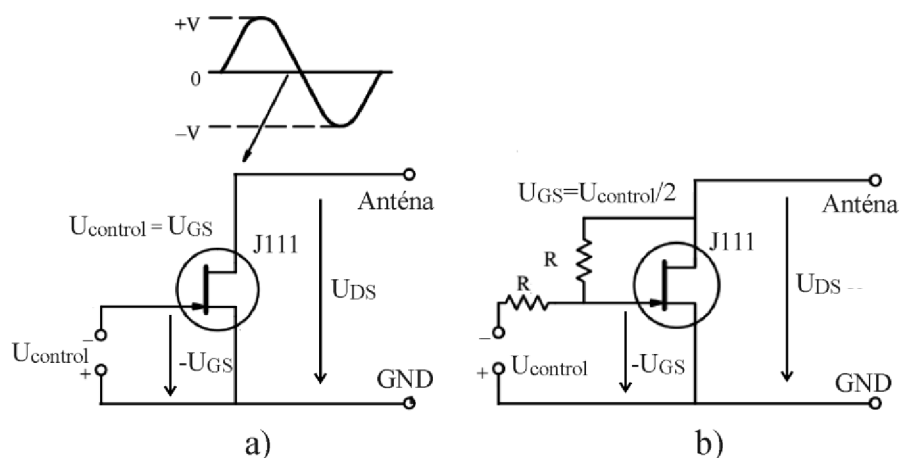 +V
0
–V
Anténa
Ucontrol = UGS
J111
UDS
–
Ucontrol
+
-UGS
GND
a)
UGS=Ucontrol/2
Anténa
J111
R
R
UDS --
–
+ Ucontrol
-UGS
GND
b)